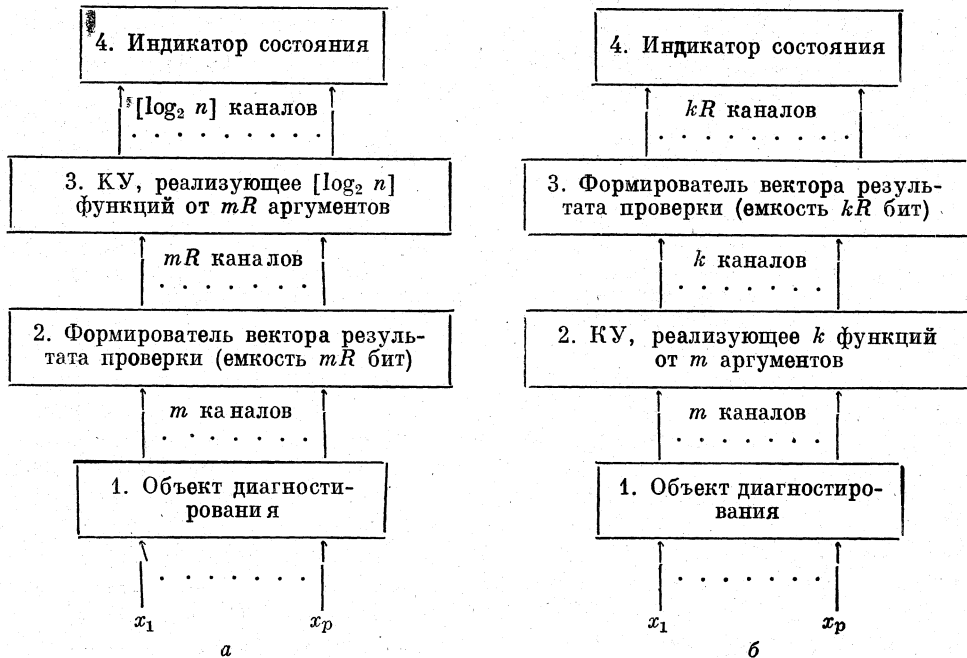 4. Индикатор состояния
[log₂ n] каналов
3. КУ, реализующее [log₂ n]
функций от mR аргументов
mR каналов
2. Формирователь вектора резуль-
тата проверки (емкость mR бит)
m каналов
1. Объект диагности-
рования
x₁ xₚ
а
4. Индикатор состояния
kR каналов
3. Формирователь вектора резуль-
тата проверки (емкость kR бит)
k каналов
2. КУ, реализующее k функций
от m аргументов
m каналов
1. Объект диагностиро-
вания
x₁ xₚ
б